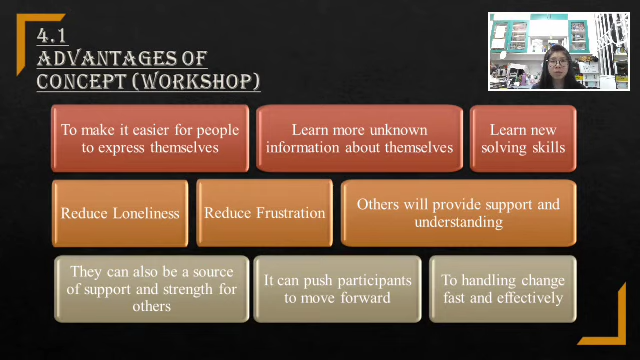 4.1
ADVANTAGES OF
CONCEPT (WORKSHOP)
To make it easier for people
to express themselves
Learn more unknown
information about themselves
Learn new
solving skills
Reduce Loneliness
Reduce Frustration
Others will provide support and
understanding
They can also be a source
of support and strength for
others
It can push participants
to move forward
To handling change
fast and effectively